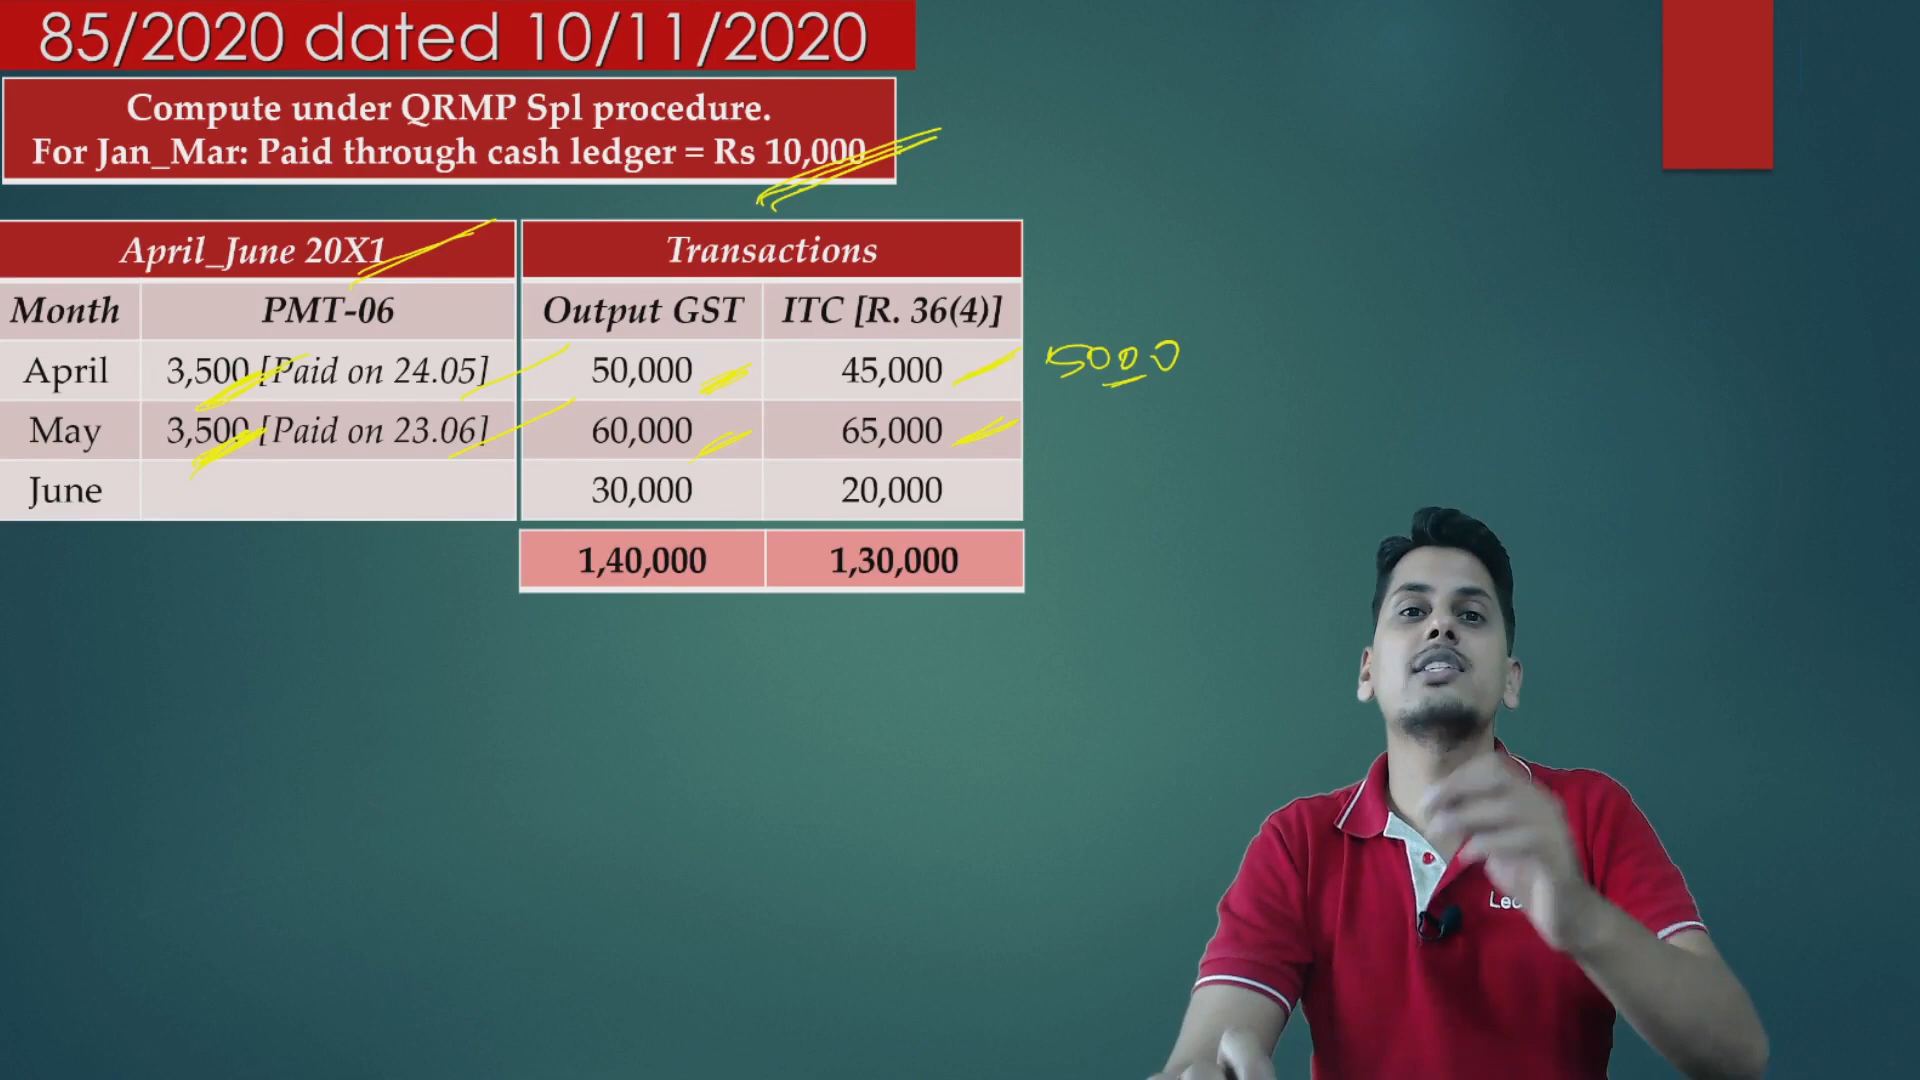 85/2020 dated 10/11/2020
Compute under QRMP Spl procedure.
For Jan_Mar: Paid through cash ledger = Rs 10,000
April_June 20X1 Transactions
Month PMT-06 Output GST ITC [R. 36(4)]
April 3,500 [Paid on 24.05] 50,000 45,000 5000
May 3,500 [Paid on 23.06] 60,000 65,000
June 30,000 20,000
1,40,000 1,30,000